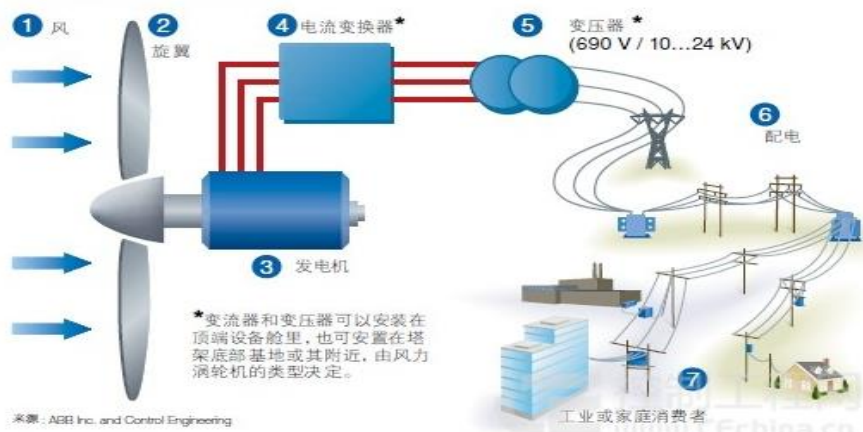 1 风
2
旋翼
4 电流变换器*
5 变压器*
(690 V / 10...24 kV)
6
配电
3 发电机
*变流器和变压器可以安装在
顶端设备舱里，也可安置在塔
架底部基地或其附近，由风力
涡轮机的类型决定。
7
工业或家庭消费者
来源：ABB Inc. and Control Engineering